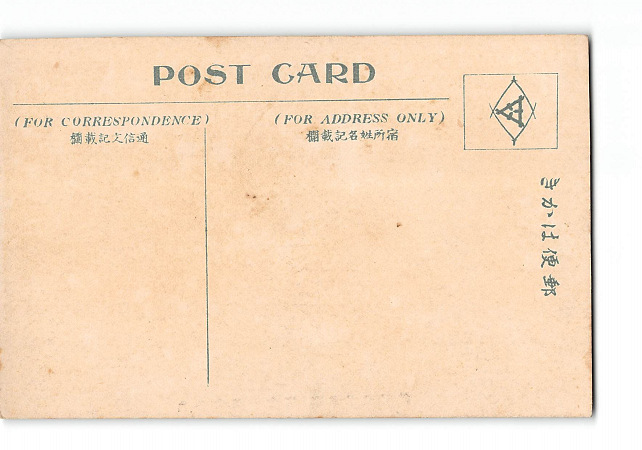 POST CARD
(FOR CORRESPONDENCE)
欄載記文信通
(FOR ADDRESS ONLY)
欄載記名姓所宿
きかは便郵